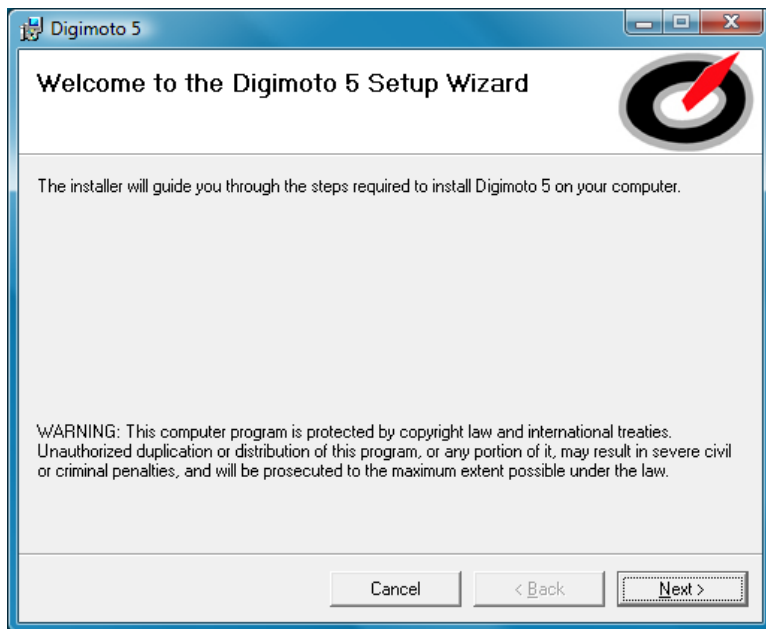 Digimoto 5
Welcome to the Digimoto 5 Setup Wizard
The installer will guide you through the steps required to install Digimoto 5 on your computer.
WARNING: This computer program is protected by copyright law and international treaties.
Unauthorized duplication or distribution of this program, or any portion of it, may result in severe civil
or criminal penalties, and will be prosecuted to the maximum extent possible under the law.
Cancel < Back Next >